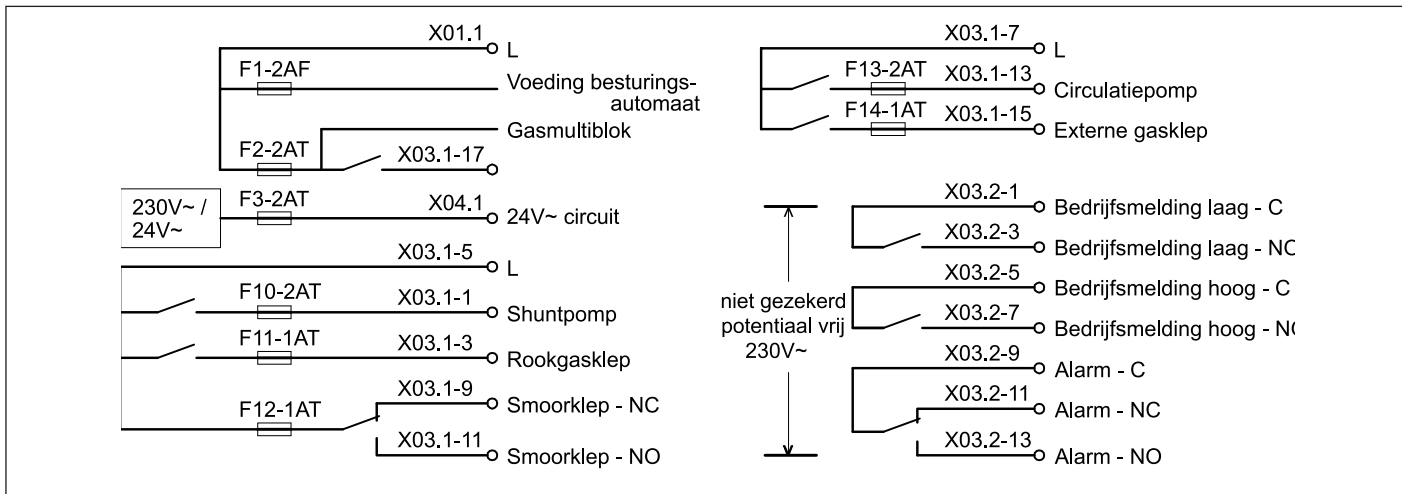 X01.1
L
F1-2AF
Voeding besturings-
automaat
Gasmultiblok
F2-2AT
X03.1-17
230V~ /
24V~
F3-2AT
X04.1
24V~ circuit
X03.1-5
L
F10-2AT
X03.1-1
Shuntpomp
F11-1AT
X03.1-3
Rookgasklep
X03.1-9
Smoorklep - NC
F12-1AT
X03.1-11
Smoorklep - NO
X03.1-7
L
F13-2AT
X03.1-13
Circulatiepomp
F14-1AT
X03.1-15
Externe gasklep
niet gezekerd
potentiaal vrij
230V~
X03.2-1
Bedrijfsmelding laag - C
X03.2-3
Bedrijfsmelding laag - NC
X03.2-5
Bedrijfsmelding hoog - C
X03.2-7
Bedrijfsmelding hoog - NC
X03.2-9
Alarm - C
X03.2-11
Alarm - NC
X03.2-13
Alarm - NO